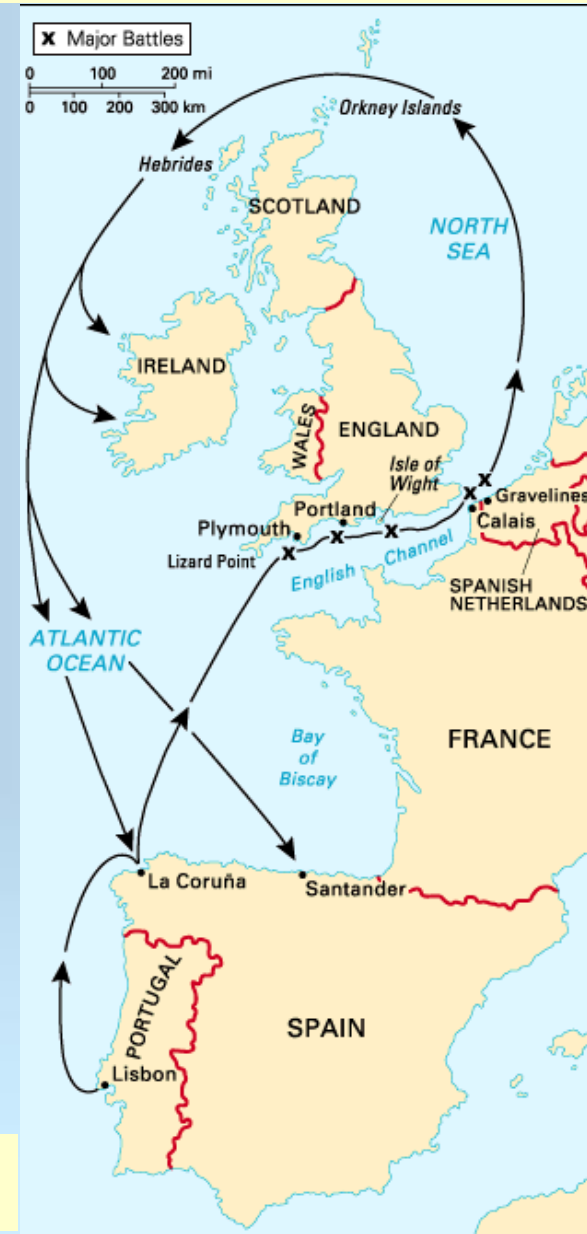 x Major Battles
0 100 200 mi
0 100 200 300 km
Orkney Islands
Hebrides
SCOTLAND
NORTH
SEA
IRELAND
WALES
ENGLAND
Isle of
Wight
Portland
Plymouth
Gravelines
Calais
Lizard Point
English Channel
SPANISH
NETHERLANDS
ATLANTIC
OCEAN
Bay
of
Biscay
FRANCE
La Coruña
Santander
PORTUGAL
SPAIN
Lisbon